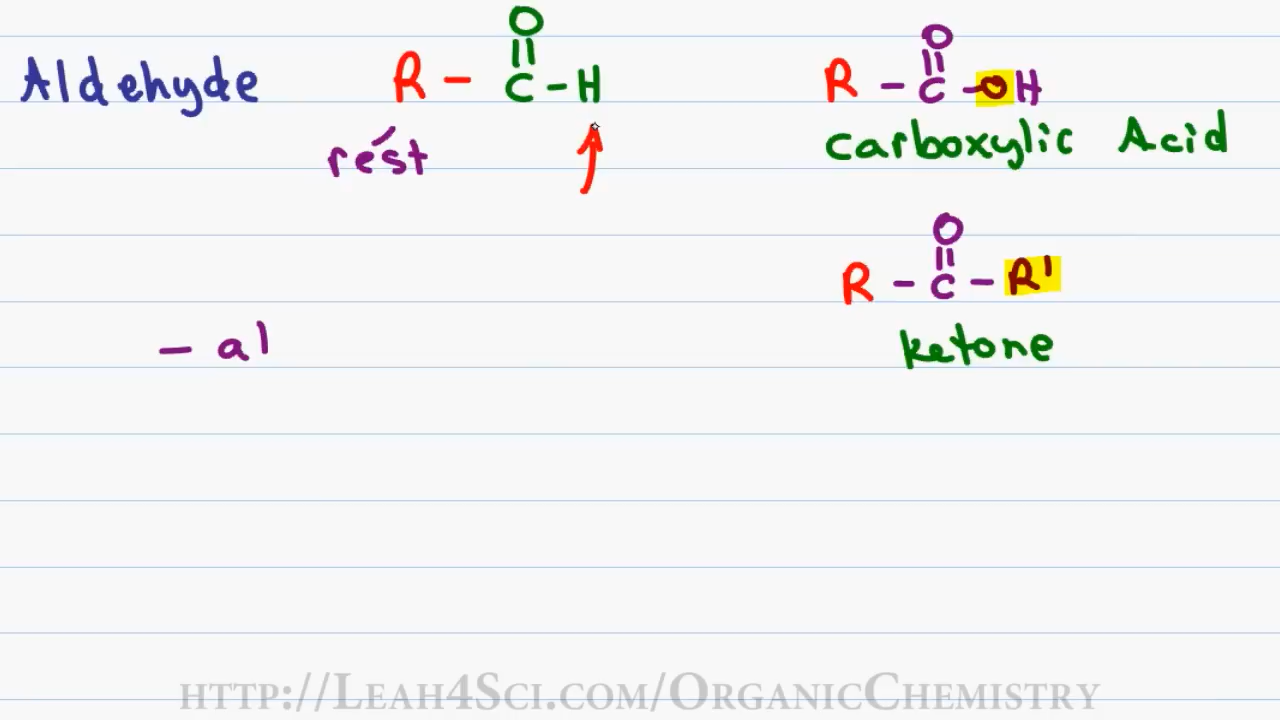 Aldehyde
O
R - C - H
rest
- al
O
R - C - OH
carboxylic Acid
O
R - C - R'
ketone
http://Leah4Sci.com/OrganicChemistry